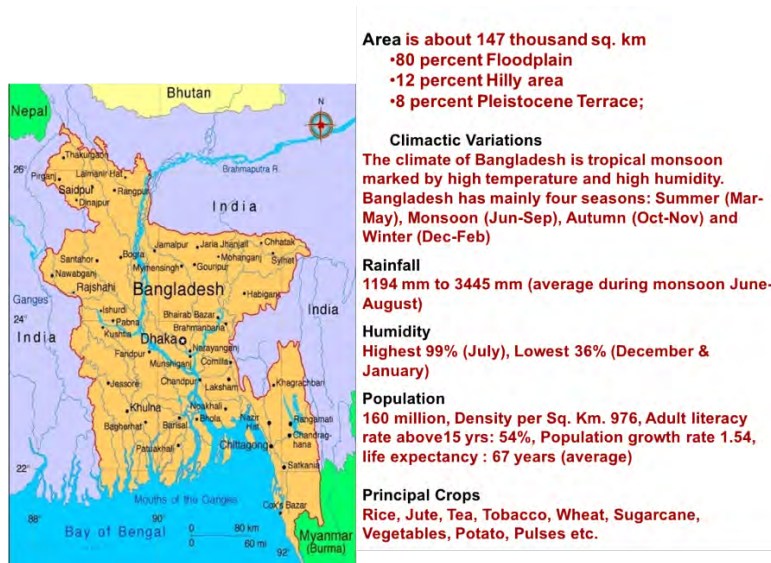 Area is about 147 thousand sq. km
•80 percent Floodplain
•12 percent Hilly area
•8 percent Pleistocene Terrace;
Climactic Variations
The climate of Bangladesh is tropical monsoon
marked by high temperature and high humidity.
Bangladesh has mainly four seasons: Summer (Mar-
May), Monsoon (Jun-Sep), Autumn (Oct-Nov) and
Winter (Dec-Feb)
Rainfall
1194 mm to 3445 mm (average during monsoon June-
August)
Humidity
Highest 99% (July), Lowest 36% (December &
January)
Population
160 million, Density per Sq. Km. 976, Adult literacy
rate above15 yrs: 54%, Population growth rate 1.54,
life expectancy : 67 years (average)
Principal Crops
Rice, Jute, Tea, Tobacco, Wheat, Sugarcane,
Vegetables, Potato, Pulses etc.
Bhutan
Nepal
N
Thakurgaon
26°
Pirganj
Lalmanir Hat
Brahmaputra R.
Saidpur
Rangpur
Dinajpur
India
Jamalpur
Jaria Jhanjail
Chhatak
Santahar
Bogra
Mohanganj
Sylhet
Mymensingh
Gouripur
Nawabganj
Rajshahi
Bangladesh
Habiganj
Ganges
Ishurdi
Bhairab Bazar
India
24°
Pabna
Brahmanbaria
India
Kushtia
Dhaka
Narayanganj
Faridpur
Munshiganj
Comilla
Jessore
Chandpur
Laksham
Khagrachhari
Khulna
Noakhali
Nazir
Hat
Rangamati
Bagherhat
Barisal
Bhola
Chandrag-
hana
Patuakhali
Chittagong
22°
Satkania
Mouths of the Ganges
Cox's Bazar
88°
90°
0 80 km
Bay of Bengal
0 60 mi
92°
Myanmar
(Burma)